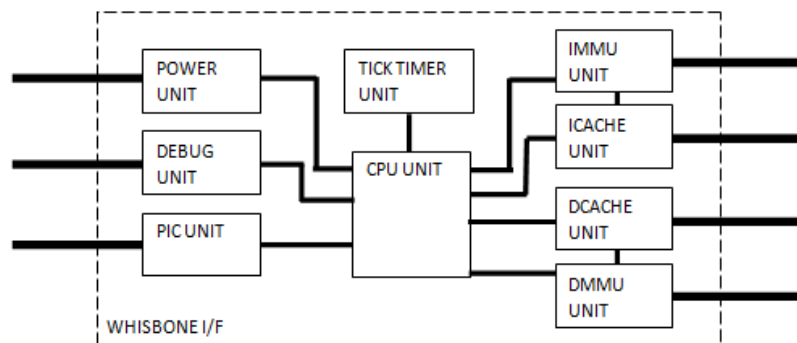 POWER
UNIT
TICK TIMER
UNIT
IMMU
UNIT
ICACHE
UNIT
DEBUG
UNIT
CPU UNIT
PIC UNIT
DCACHE
UNIT
DMMU
UNIT
WHISBONE I/F